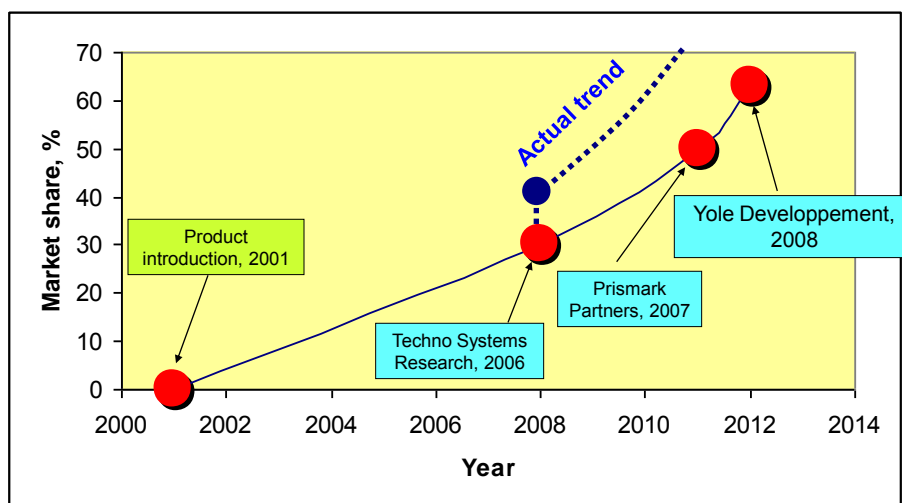 70
60
50
40
30
20
10
0
Market share, %
Actual trend
Product
introduction, 2001
Yole Developpement,
2008
Prismark
Partners, 2007
Techno Systems
Research, 2006
2000 2002 2004 2006 2008 2010 2012 2014
Year